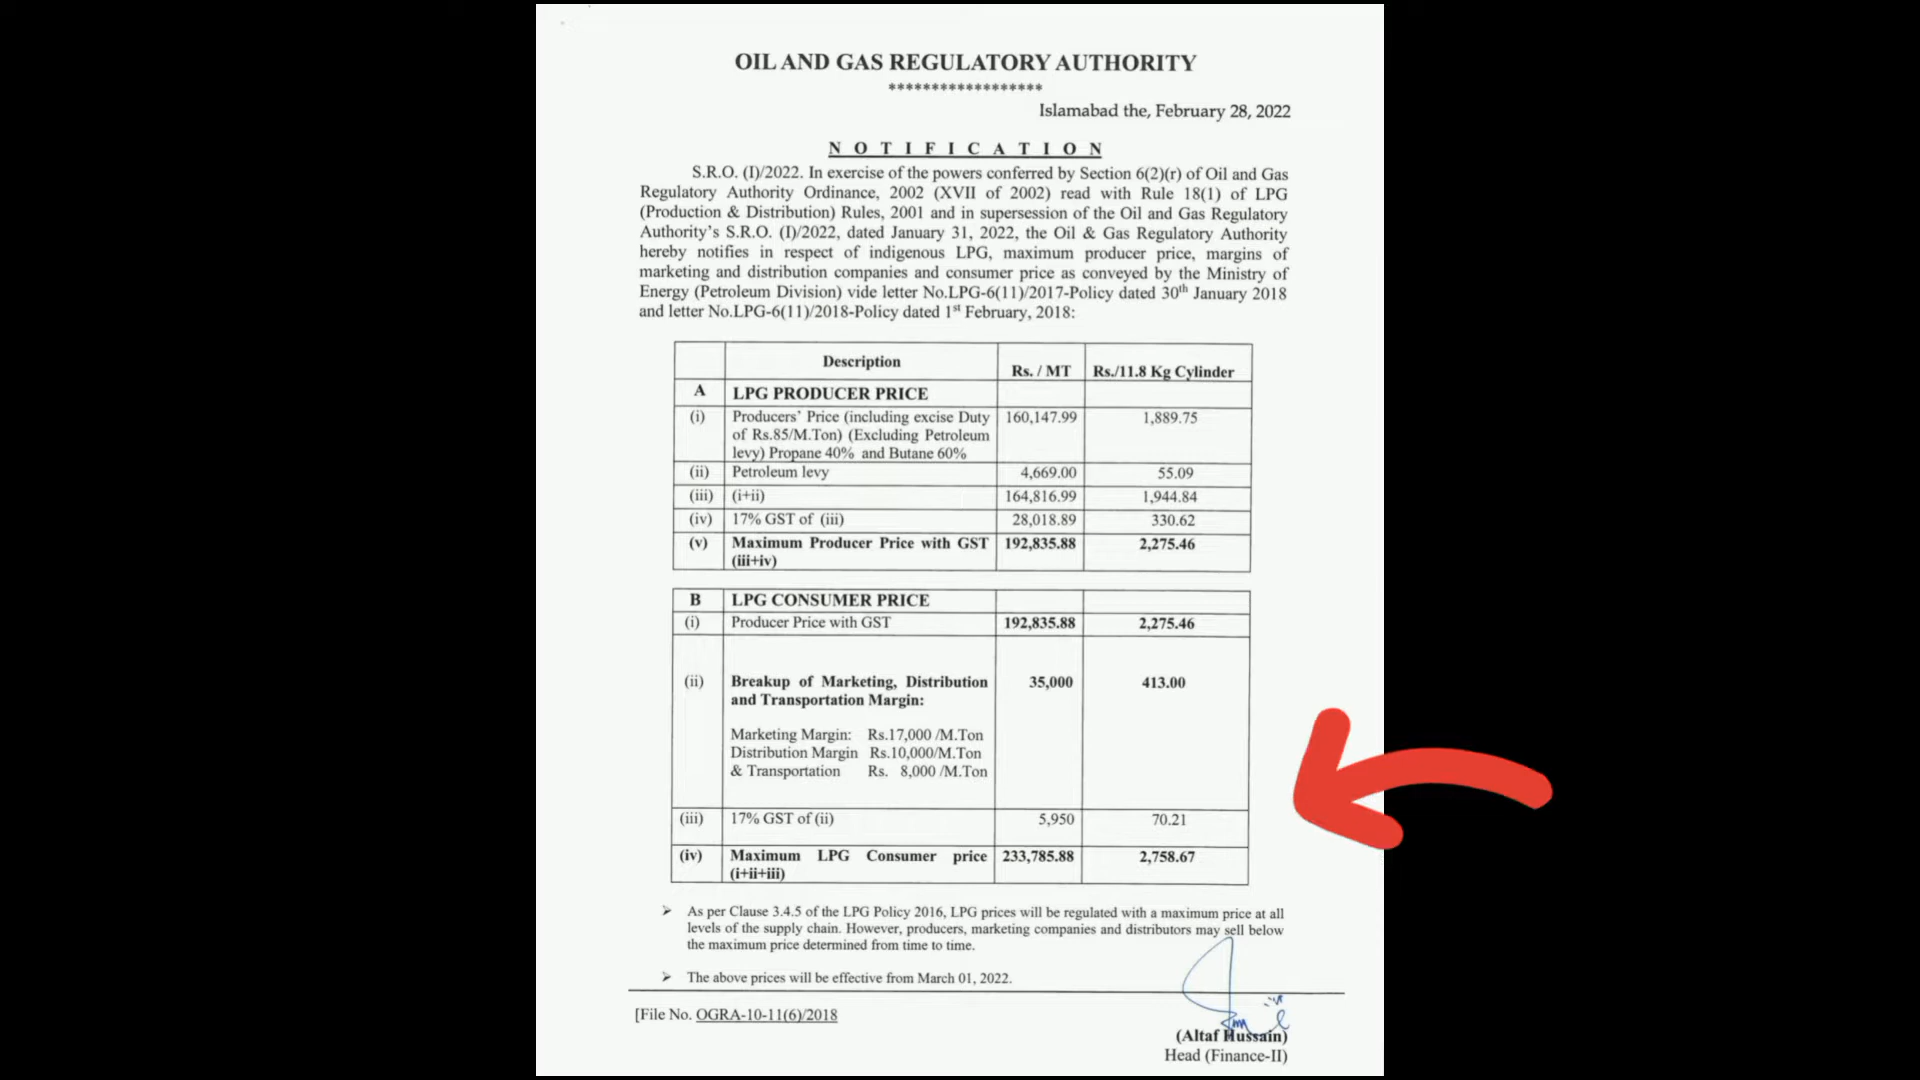 OIL AND GAS REGULATORY AUTHORITY
******************
Islamabad the, February 28, 2022
NOTIFICATION
S.R.O. (I)/2022. In exercise of the powers conferred by Section 6(2)(r) of Oil and Gas
Regulatory Authority Ordinance, 2002 (XVII of 2002) read with Rule 18(1) of LPG
(Production & Distribution) Rules, 2001 and in supersession of the Oil and Gas Regulatory
Authority's S.R.O. (I)/2022, dated January 31, 2022, the Oil & Gas Regulatory Authority
hereby notifies in respect of indigenous LPG, maximum producer price, margins of
marketing and distribution companies and consumer price as conveyed by the Ministry of
Energy (Petroleum Division) vide letter No.LPG-6(11)/2017-Policy dated 30th January 2018
and letter No.LPG-6(11)/2018-Policy dated 1st February, 2018:
Description Rs. / MT Rs./11.8 Kg Cylinder
A LPG PRODUCER PRICE
(i) Producers' Price (including excise Duty 160,147.99 1,889.75
of Rs.85/M.Ton) (Excluding Petroleum
levy) Propane 40% and Butane 60%
(ii) Petroleum levy 4,669.00 55.09
(iii) (i+ii) 164,816.99 1,944.84
(iv) 17% GST of (iii) 28,018.89 330.62
(v) Maximum Producer Price with GST 192,835.88 2,275.46
(iii+iv)
B LPG CONSUMER PRICE
(i) Producer Price with GST 192,835.88 2,275.46
(ii) Breakup of Marketing, Distribution 35,000 413.00
and Transportation Margin:
Marketing Margin: Rs.17,000 /M.Ton
Distribution Margin Rs.10,000/M.Ton
& Transportation Rs. 8,000 /M.Ton
(iii) 17% GST of (ii) 5,950 70.21
(iv) Maximum LPG Consumer price 233,785.88 2,758.67
(i+ii+iii)
➢ As per Clause 3.4.5 of the LPG Policy 2016, LPG prices will be regulated with a maximum price at all
levels of the supply chain. However, producers, marketing companies and distributors may sell below
the maximum price determined from time to time.
➢ The above prices will be effective from March 01, 2022.
[File No. OGRA-10-11(6)/2018
(Altaf Hussain)
Head (Finance-II)